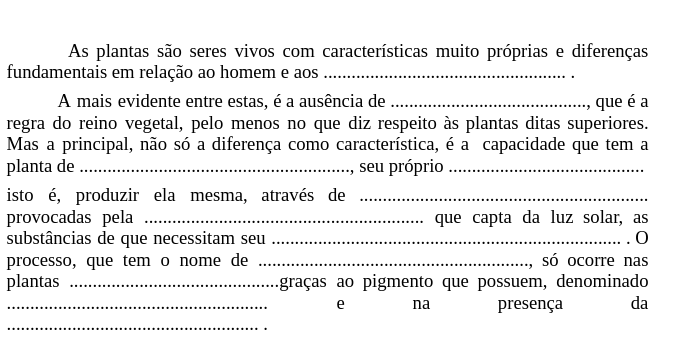 As plantas são seres vivos com características muito próprias e diferenças
fundamentais em relação ao homem e aos .................................................... .
A mais evidente entre estas, é a ausência de .........................................., que é a
regra do reino vegetal, pelo menos no que diz respeito às plantas ditas superiores.
Mas a principal, não só a diferença como característica, é a capacidade que tem a
planta de .........................................................., seu próprio ..........................................
isto é, produzir ela mesma, através de ..............................................................
provocadas pela ............................................................ que capta da luz solar, as
substâncias de que necessitam seu ........................................................................... . O
processo, que tem o nome de .........................................................., só ocorre nas
plantas .............................................graças ao pigmento que possuem, denominado
........................................................ e na presença da
...................................................... .